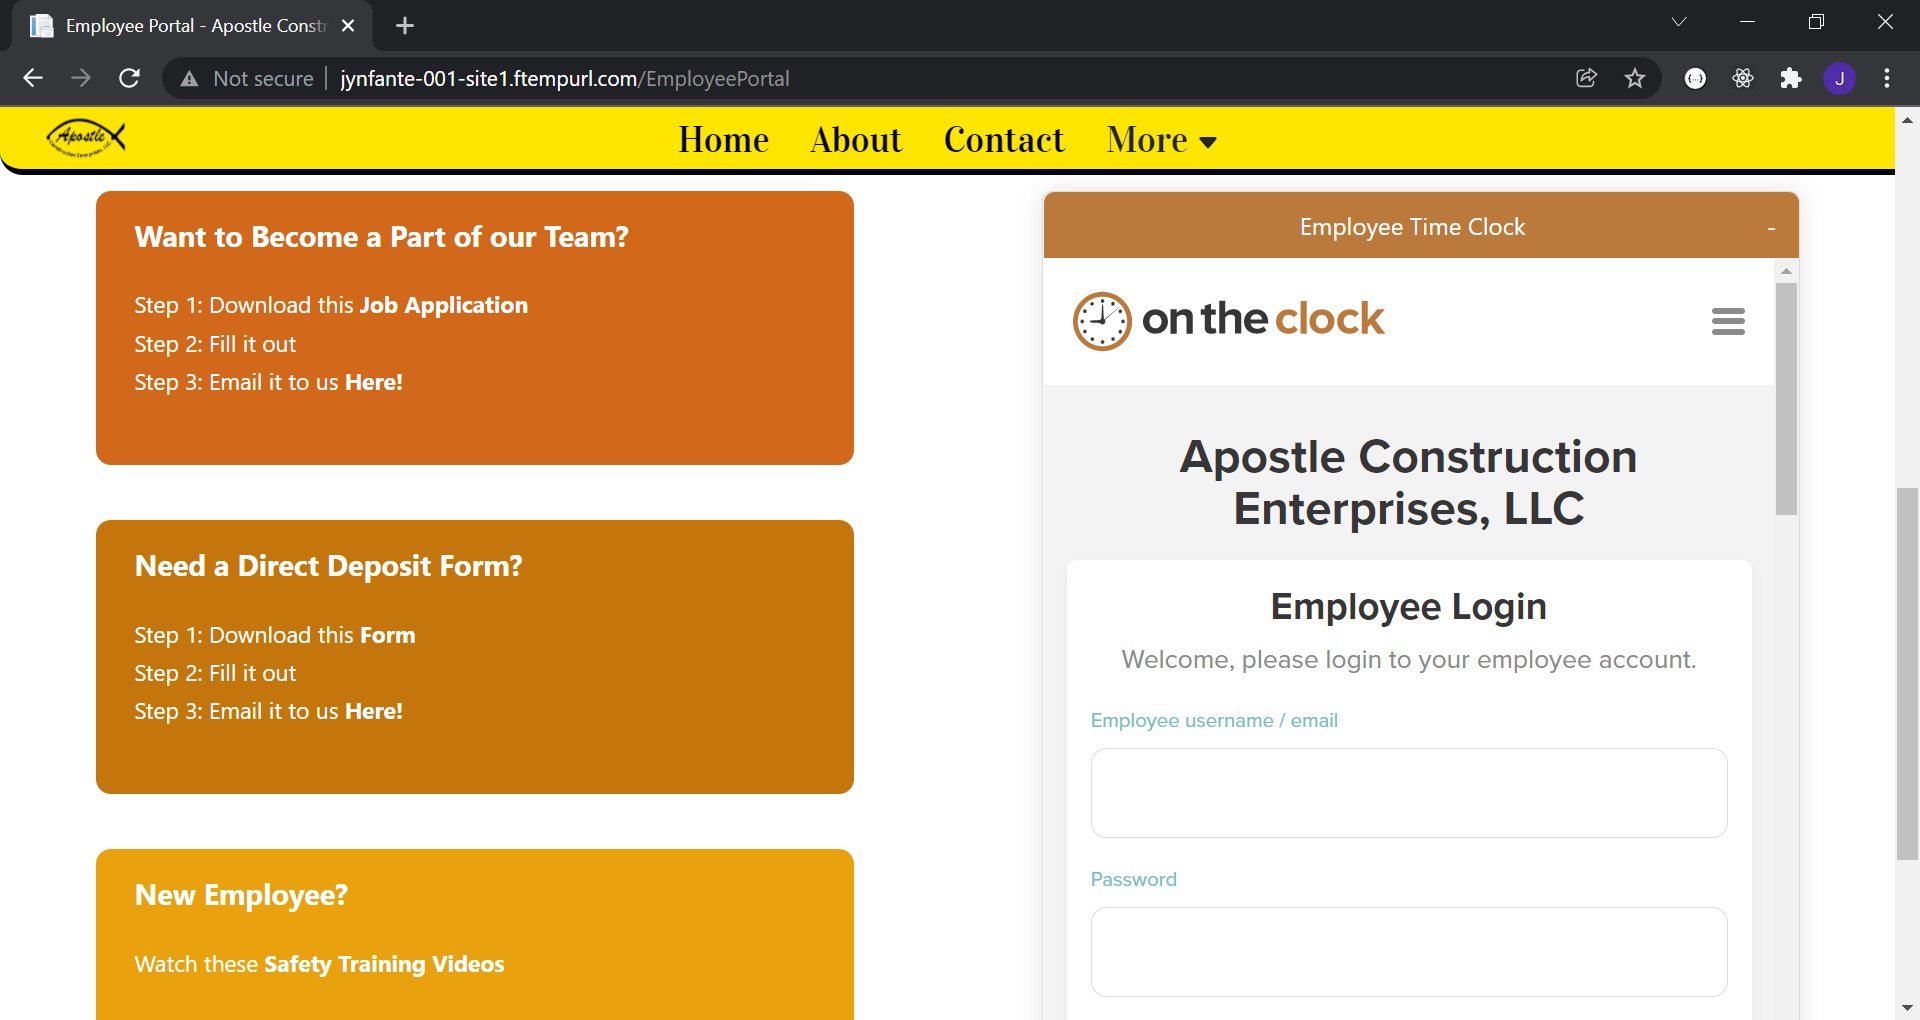 Employee Portal - Apostle Constr
Not secure
jynfante-001-site1.ftempurl.com/EmployeePortal
J
Apostle
Home
About
Contact
More
Want to Become a Part of our Team?
Step 1: Download this Job Application
Step 2: Fill it out
Step 3: Email it to us Here!
Need a Direct Deposit Form?
Step 1: Download this Form
Step 2: Fill it out
Step 3: Email it to us Here!
New Employee?
Watch these Safety Training Videos
Employee Time Clock
-
on the clock
Apostle Construction
Enterprises, LLC
Employee Login
Welcome, please login to your employee account.
Employee username / email
Password